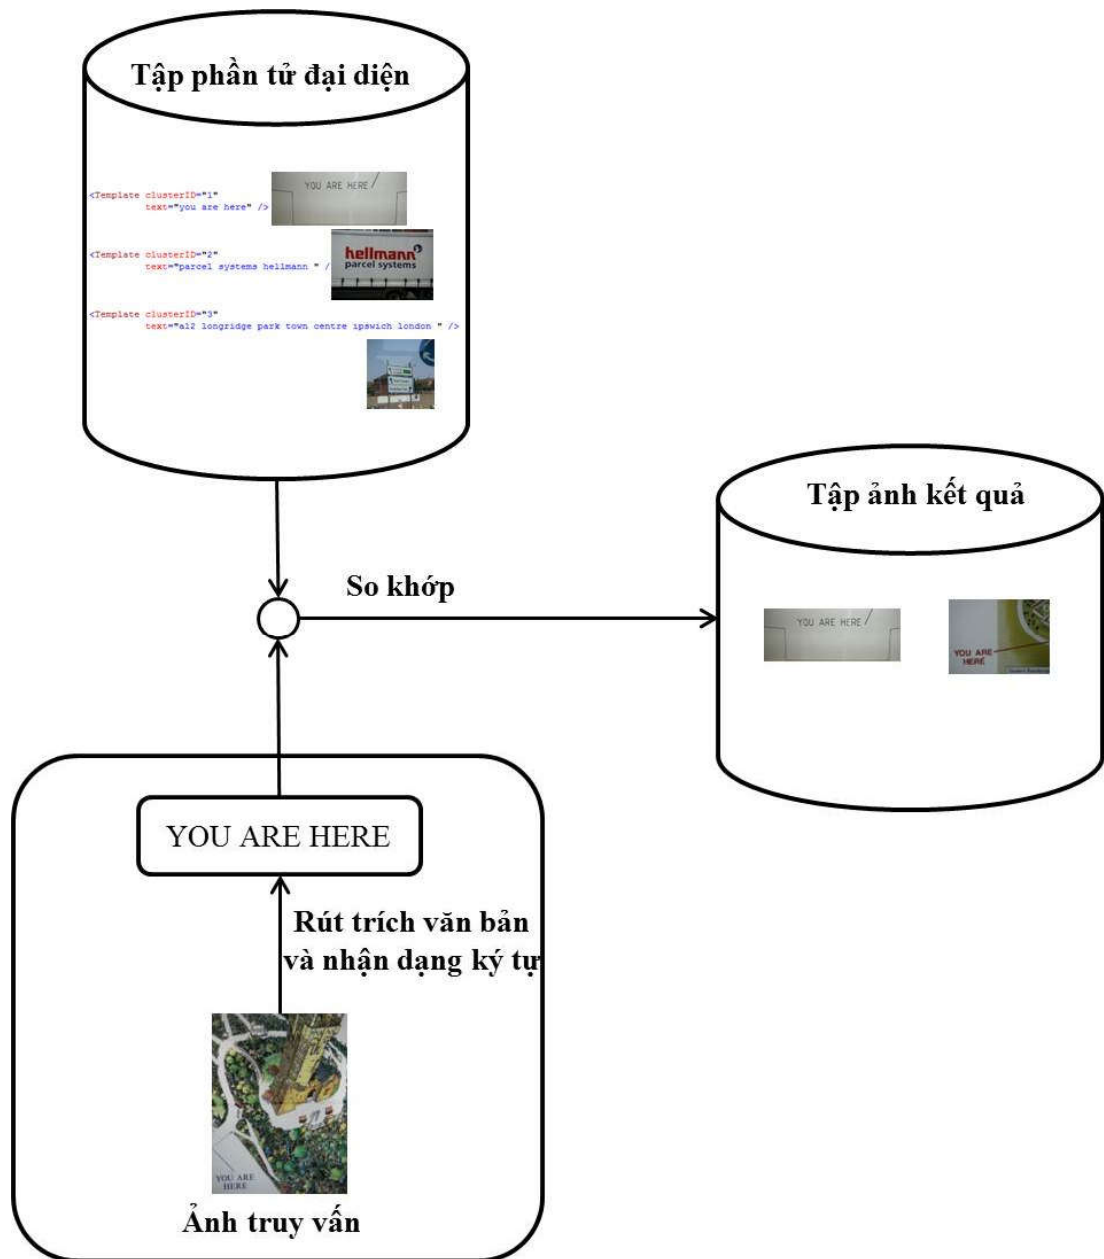 Tập phần tử đại diện
<Template clusterID="1"
text="you are here" />
YOU ARE HERE
<Template clusterID="2"
text="parcel systems hellmann " /
hellmann
parcel systems
<Template clusterID="3"
text="a12 longridge park town centre ipswich london " />
Tập ảnh kết quả
So khớp
YOU ARE HERE
YOU ARE
HERE
YOU ARE HERE
Rút trích văn bản
và nhận dạng ký tự
YOU ARE
HERE
Ảnh truy vấn